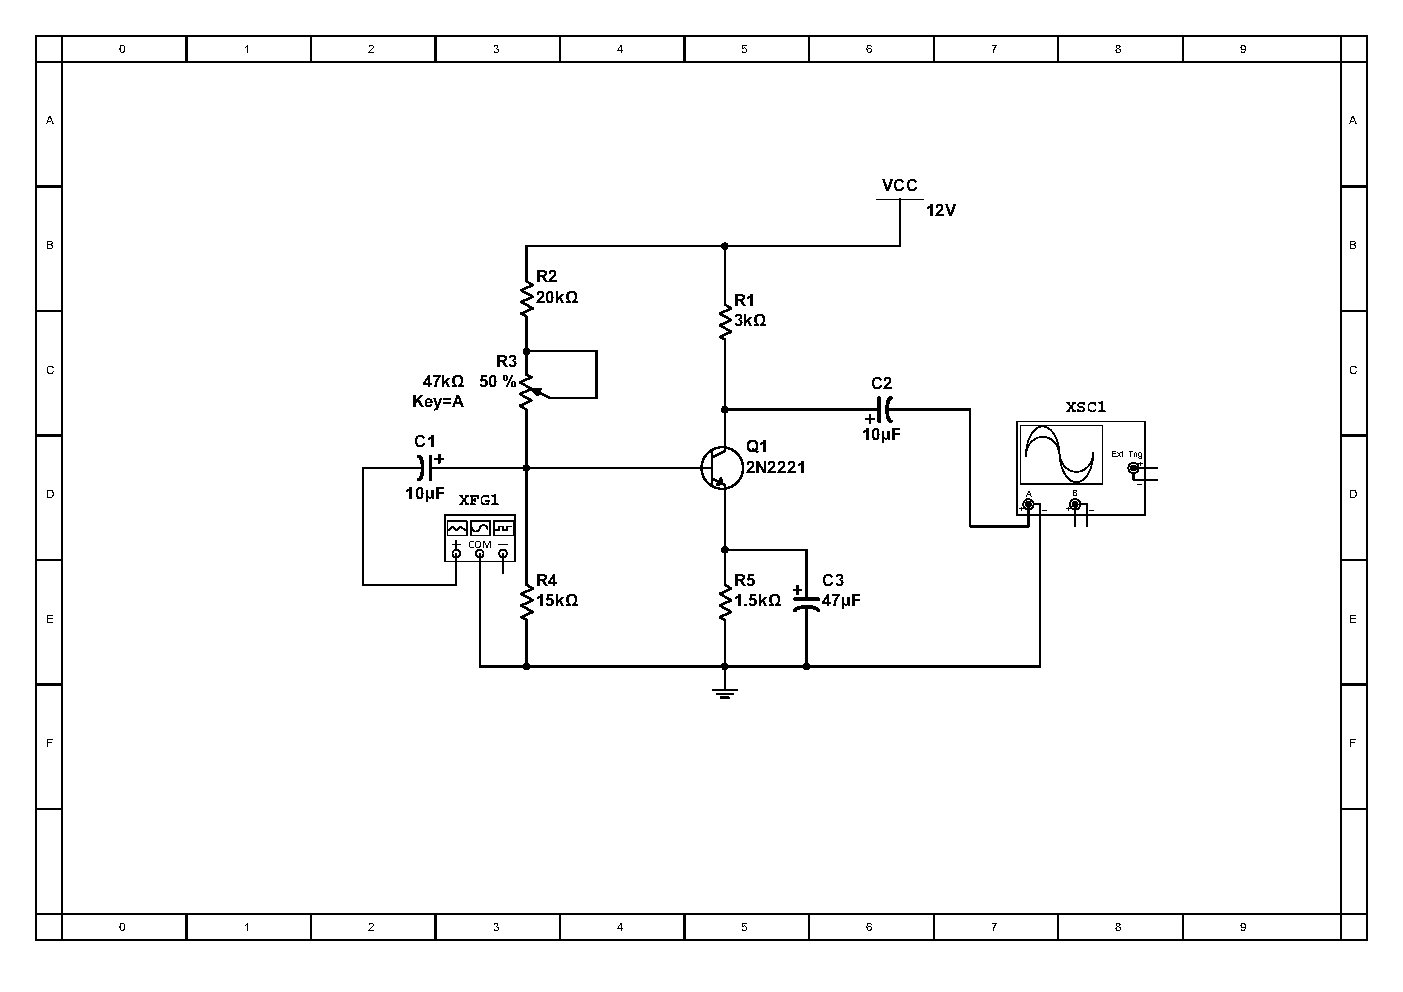 0 1 2 3 4 5 6 7 8 9
A A
VCC
12V
B B
R2
20kΩ
R1
3kΩ
R3
47kΩ 50 %
Key=A
C C
C2
+
10µF
XSC1
Ext Trig
+
_
A B
+ _ + _
C1
+
10µF
Q1
2N2221
D D
XFG1
+ COM −
R4
15kΩ
R5
1.5kΩ
C3
+
47µF
E E
F F
0 1 2 3 4 5 6 7 8 9